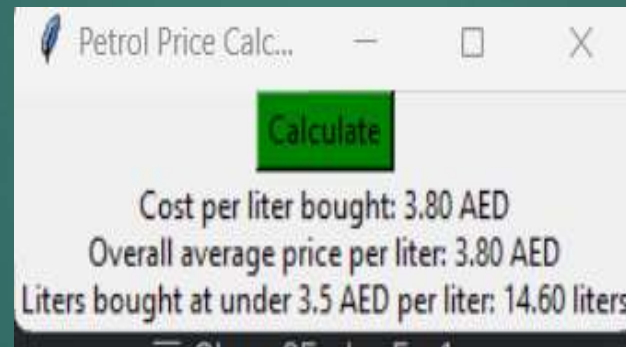 Petrol Price Calc...
Calculate
Cost per liter bought: 3.80 AED
Overall average price per liter: 3.80 AED
Liters bought at under 3.5 AED per liter: 14.60 liters